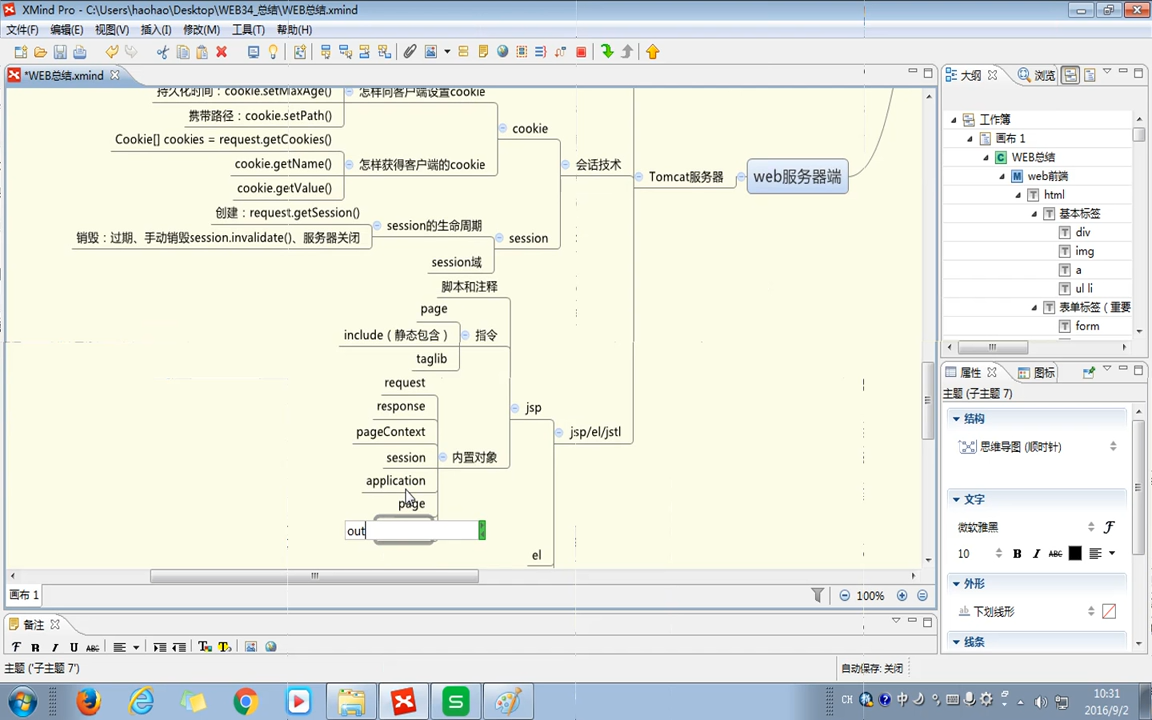 XMind Pro - C:\Users\haohao\Desktop\WEB34_总结\WEB总结.xmind
文件(F) 编辑(E) 视图(V) 插入(I) 修改(M) 工具(T) 帮助(H)
*WEB总结.xmind
持久化时间：cookie.setMaxAge()
怎样向客户端设置cookie
携带路径：cookie.setPath()
cookie
Cookie[] cookies = request.getCookies()
cookie.getName()
怎样获得客户端的cookie
会话技术
cookie.getValue()
Tomcat服务器
web服务器端
创建：request.getSession()
session的生命周期
销毁：过期、手动销毁session.invalidate()、服务器关闭
session
session域
脚本和注释
page
include（静态包含）
指令
taglib
request
response
jsp
pageContext
jsp/el/jstl
session
内置对象
application
page
out
el
大纲
浏览
工作簿
画布 1
WEB总结
web前端
html
基本标签
div
img
a
ul li
表单标签（重要
form
属性
图标
主题 (子主题 7)
结构
思维导图 (顺时针)
文字
微软雅黑
10
B I ABC
外形
下划线形
线条
画布 1
100%
备注
B I U ABC
主题 ('子主题 7')
自动保存: 关闭
CH
中
10:31
2016/9/2